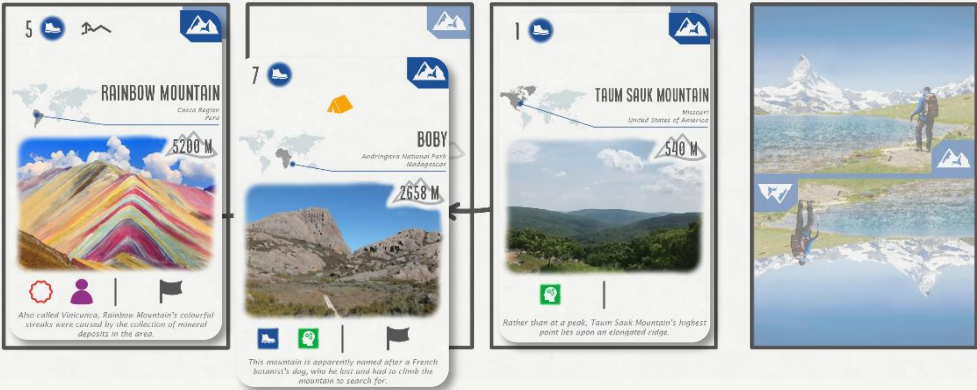 5
RAINBOW MOUNTAIN
Cusco Region
Peru
5200 M
Also called Vinicunca, Rainbow Mountain's colourful
streaks were caused by the collection of mineral
deposits in the area.
7
BOBY
Andringitra National Park
Madagascar
2658 M
This mountain is apparently named after a French
botanist's dog, who he lost and had to climb the
mountain to search for.
1
TAUM SAUK MOUNTAIN
Missouri
United States of America
540 M
Rather than at a peak, Taum Sauk Mountain's highest
point lies upon an elongated ridge.